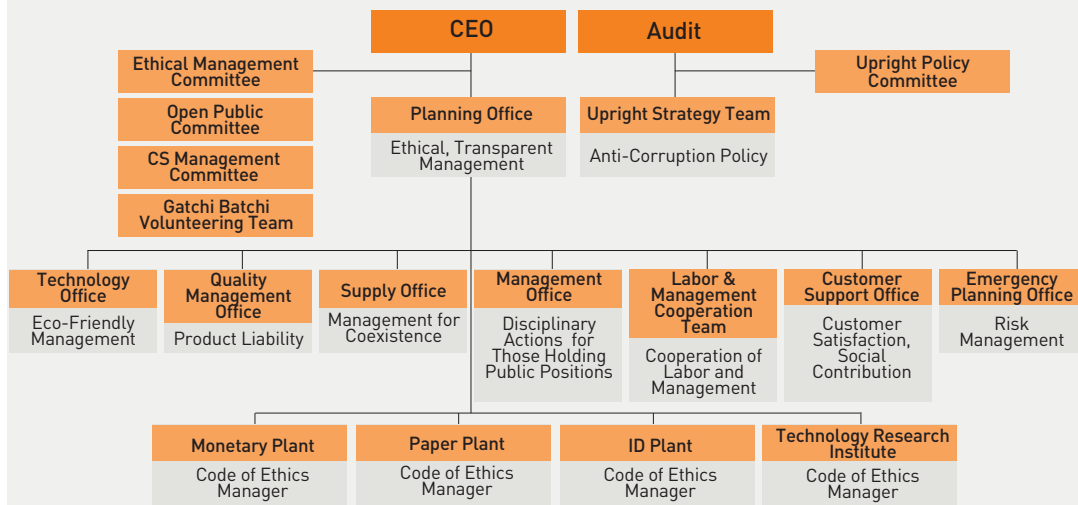 CEO
Audit
Ethical Management
Committee
Open Public
Committee
CS Management
Committee
Gatchi Batchi
Volunteering Team
Planning Office
Ethical, Transparent
Management
Upright Strategy Team
Anti-Corruption Policy
Upright Policy
Committee
Technology
Office
Eco-Friendly
Management
Quality
Management
Office
Product Liability
Supply Office
Management for
Coexistence
Management
Office
Disciplinary
Actions for
Those Holding
Public Positions
Labor &
Management
Cooperation
Team
Cooperation of
Labor and
Management
Customer
Support Office
Customer
Satisfaction,
Social
Contribution
Emergency
Planning Office
Risk
Management
Monetary Plant
Code of Ethics
Manager
Paper Plant
Code of Ethics
Manager
ID Plant
Code of Ethics
Manager
Technology Research
Institute
Code of Ethics
Manager